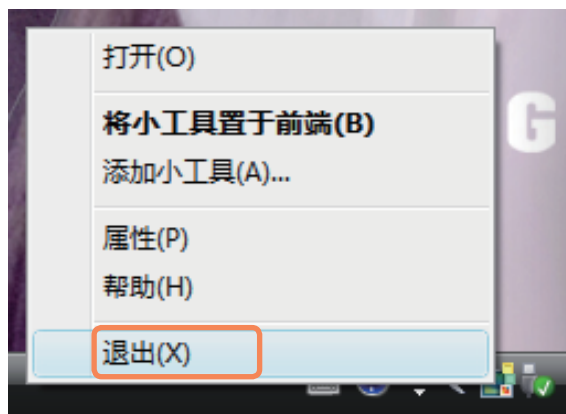 打开(O)
将小工具置于前端(B)
G
添加小工具(A)...
属性(P)
帮助(H)
退出(X)